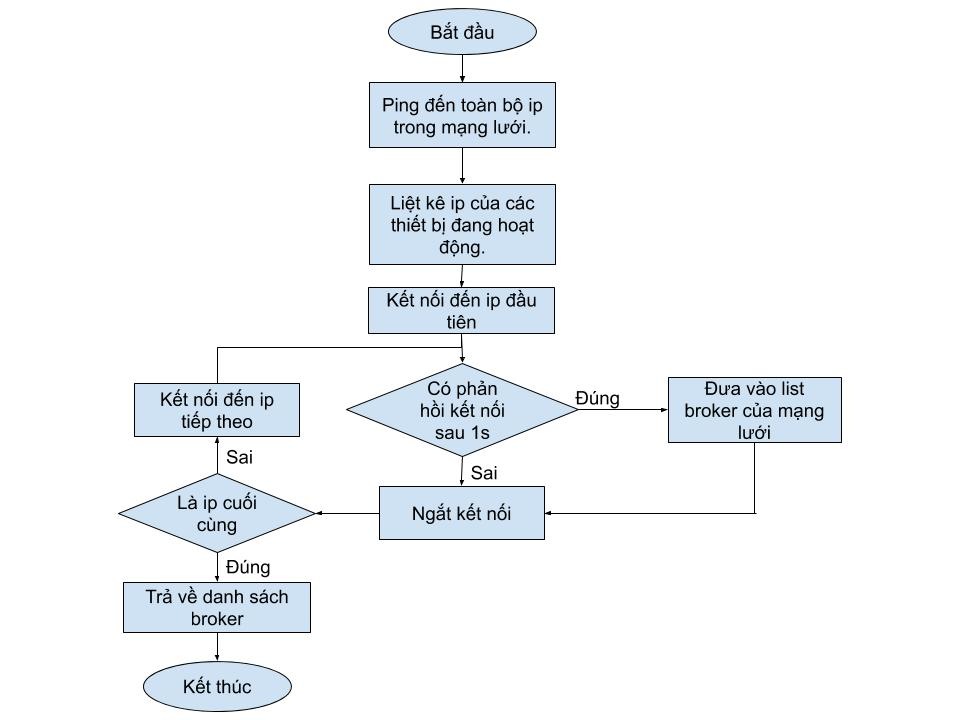 Bắt đầu
Ping đến toàn bộ ip
trong mạng lưới.
Liệt kê ip của các
thiết bị đang hoạt
động.
Kết nối đến ip đầu
tiên
Có phản
hồi kết nối
sau 1s
Đúng
Đưa vào list
broker của mạng
lưới
Sai
Ngắt kết nối
Là ip cuối
cùng
Sai
Kết nối đến ip
tiếp theo
Đúng
Trả về danh sách
broker
Kết thúc